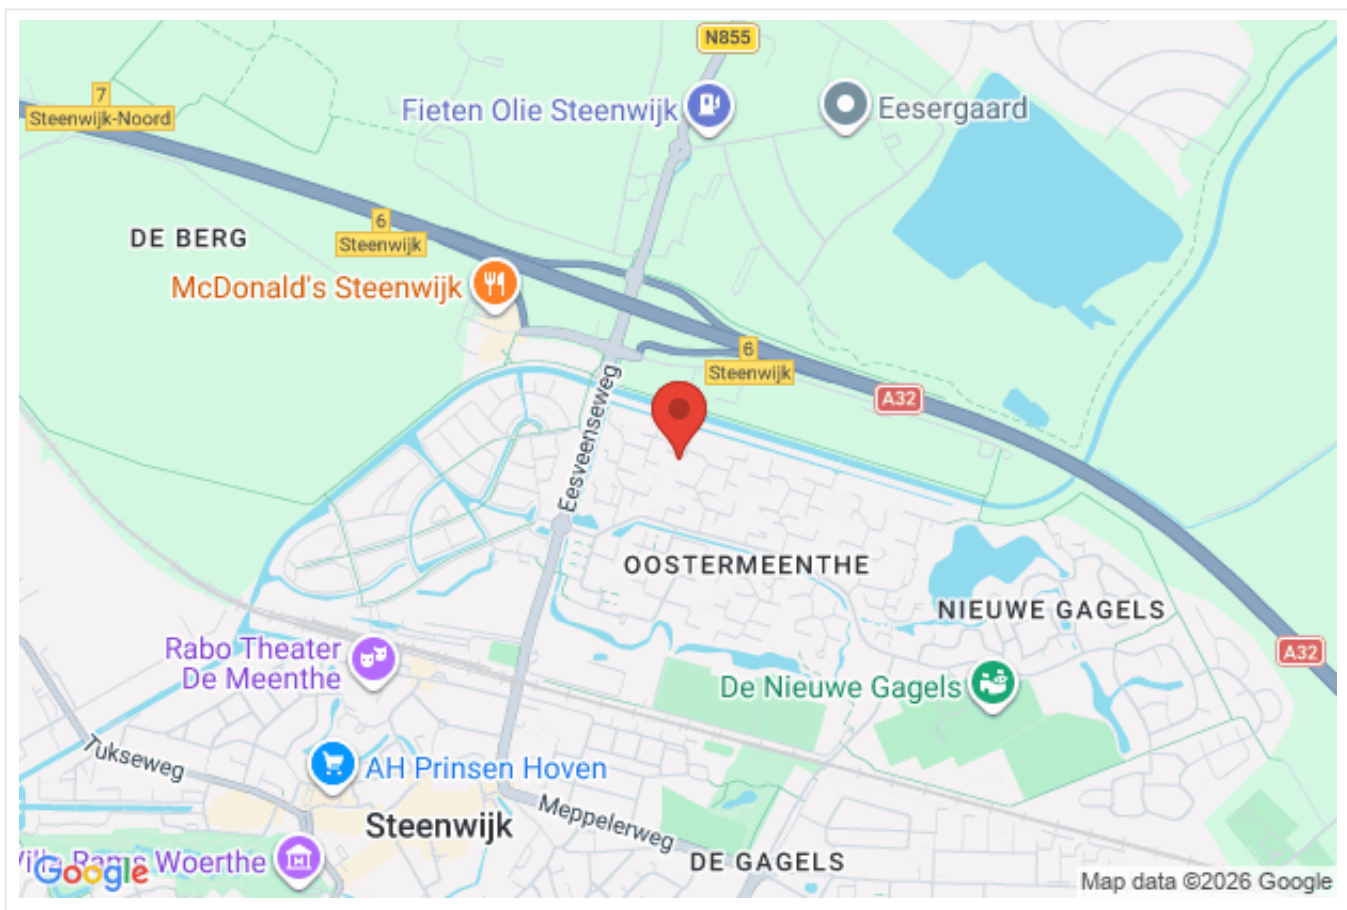 N855
7
Steenwijk-Noord
Fieten Olie Steenwijk
Eesergaard
6
Steenwijk
DE BERG
McDonald's Steenwijk
6
Steenwijk
A32
Eesveenseweg
OOSTERMEENTHE
NIEUWE GAGELS
A32
Rabo Theater
De Meenthe
De Nieuwe Gagels
Tukseweg
AH Prinsen Hoven
Meppelerweg
Steenwijk
DE GAGELS
Villa Rams Woerthe
Google
Map data ©2026 Google